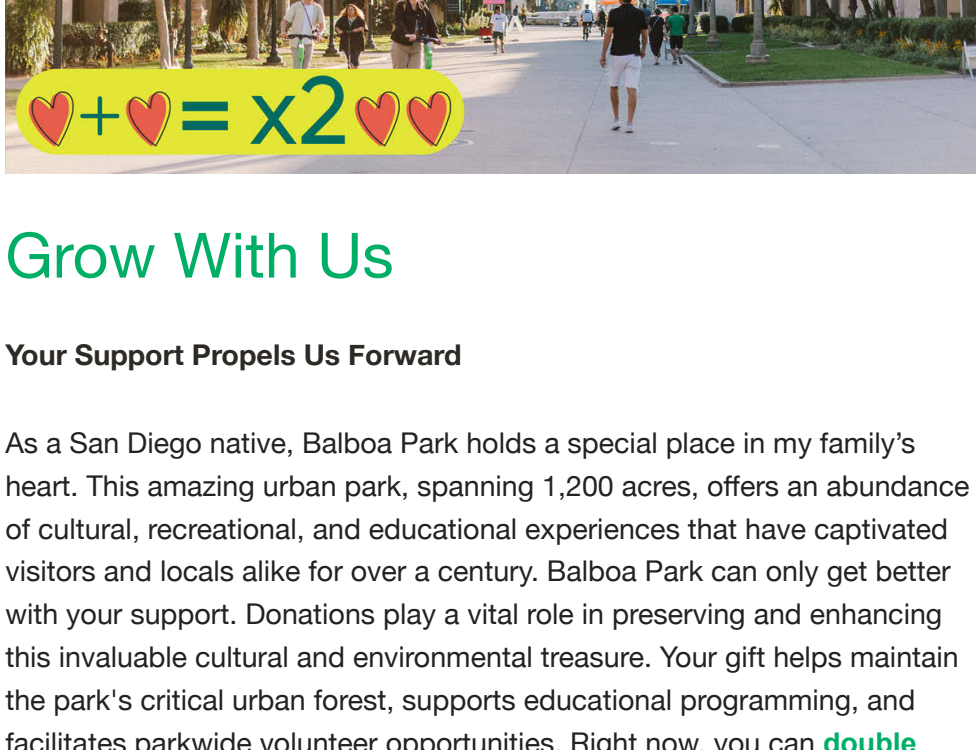 + = x2
Grow With Us
Your Support Propels Us Forward
As a San Diego native, Balboa Park holds a special place in my family’s
heart. This amazing urban park, spanning 1,200 acres, offers an abundance
of cultural, recreational, and educational experiences that have captivated
visitors and locals alike for over a century. Balboa Park can only get better
with your support. Donations play a vital role in preserving and enhancing
this invaluable cultural and environmental treasure. Your gift helps maintain
the park's critical urban forest, supports educational programming, and
facilitates parkwide volunteer opportunities. Right now, you can double